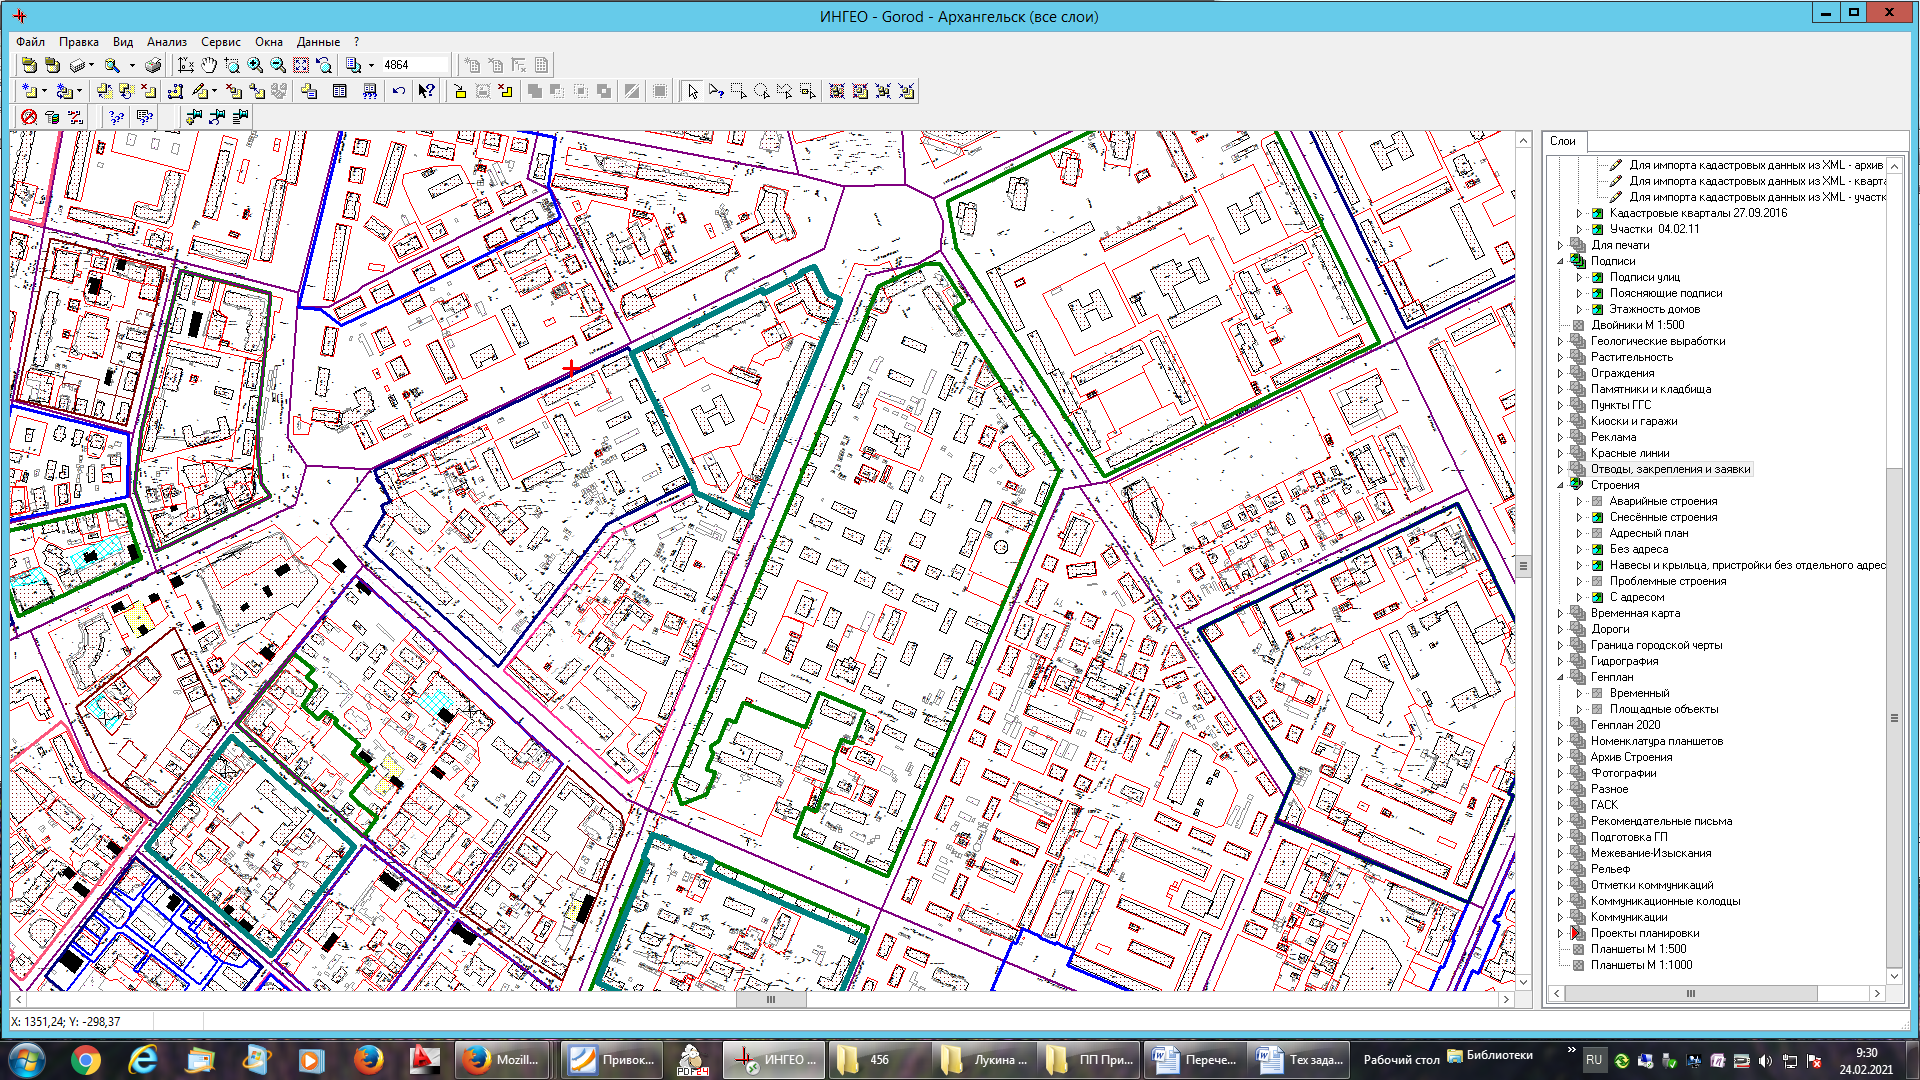 ИНГЕО - Gorod - Архангельск (все слои)
Файл Правка Вид Анализ Сервис Окна Данные ?
4864
Слои
Для импорта кадастровых данных из XML - архив
Для импорта кадастровых данных из XML - кварта
Для импорта кадастровых данных из XML - участк
Кадастровые кварталы 27.09.2016
Участки 04.02.11
Для печати
Подписи
Подписи улиц
Поясняющие подписи
Этажность домов
Двойники М 1:500
Геологические выработки
Растительность
Ограждения
Памятники и кладбища
Пункты ГГС
Киоски и гаражи
Реклама
Красные линии
Отводы, закрепления и заявки
Строения
Аварийные строения
Снесённые строения
Адресный план
Без адреса
Навесы и крыльца, пристройки без отдельного адрес
Проблемные строения
С адресом
Временная карта
Дороги
Граница городской черты
Гидрография
Генплан
Временный
Площадные объекты
Генплан 2020
Номенклатура планшетов
Архив Строения
Фотографии
Разное
ГАСК
Рекомендательные письма
Подготовка ГП
Межевание-Изыскания
Рельеф
Отметки коммуникаций
Коммуникационные колодцы
Коммуникации
Проекты планировки
Планшеты М 1:500
Планшеты М 1:1000
X: 1351,24; Y: -298,37
Mozill...
Привок...
PDF24
ИНГЕО ...
456
Лукина ...
ПП При...
Перече...
Тех зада...
Рабочий стол
Библиотеки
»
RU
9:30
24.02.2021